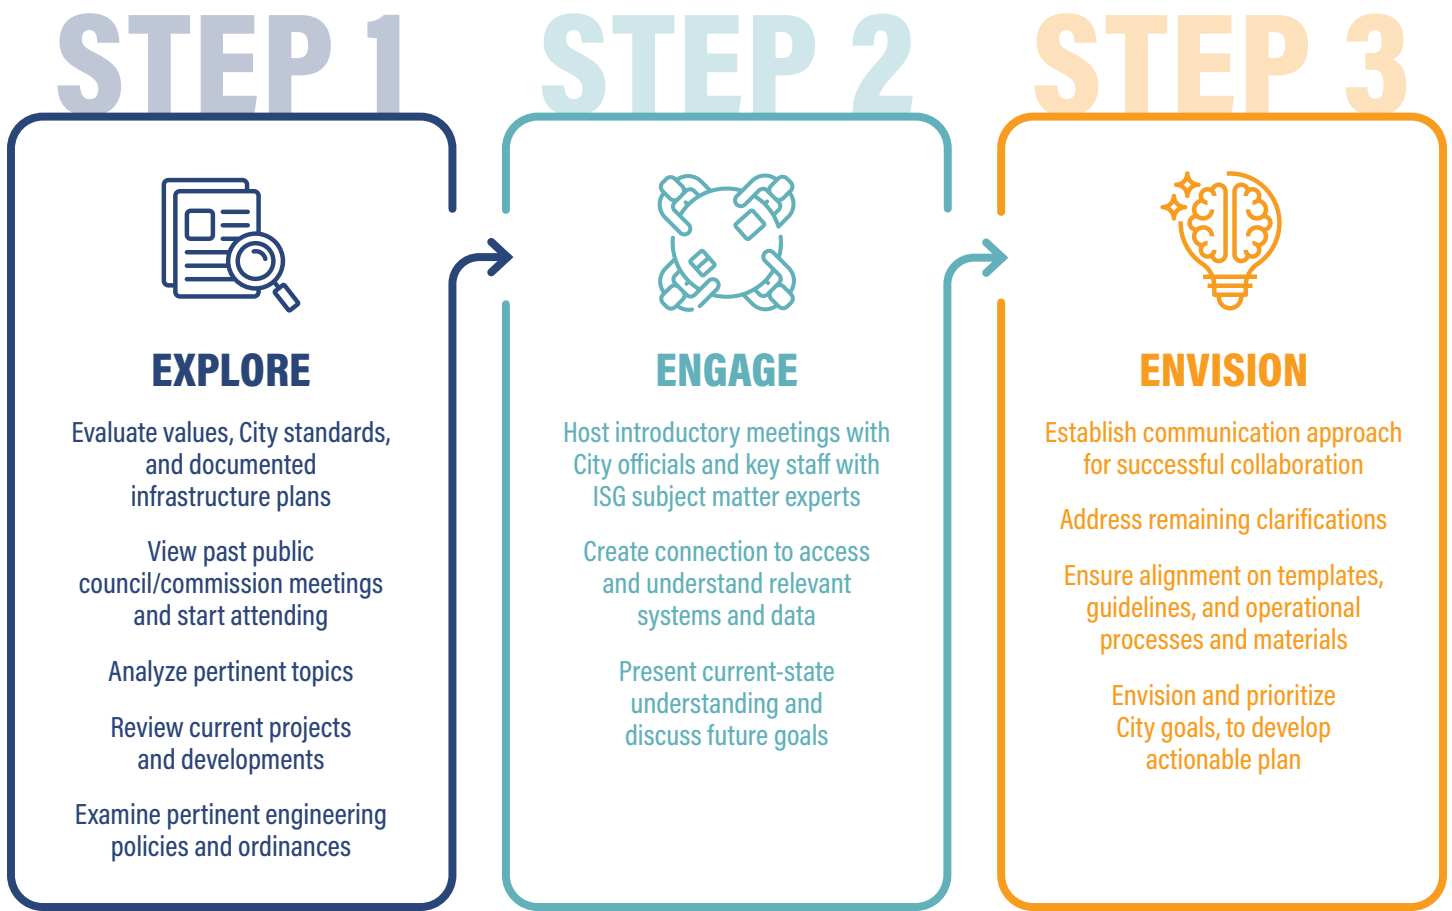 STEP 1
EXPLORE
Evaluate values, City standards,
and documented
infrastructure plans
View past public
council/commission meetings
and start attending
Analyze pertinent topics
Review current projects
and developments
Examine pertinent engineering
policies and ordinances
STEP 2
ENGAGE
Host introductory meetings with
City officials and key staff with
ISG subject matter experts
Create connection to access
and understand relevant
systems and data
Present current-state
understanding and
discuss future goals
STEP 3
ENVISION
Establish communication approach
for successful collaboration
Address remaining clarifications
Ensure alignment on templates,
guidelines, and operational
processes and materials
Envision and prioritize
City goals, to develop
actionable plan